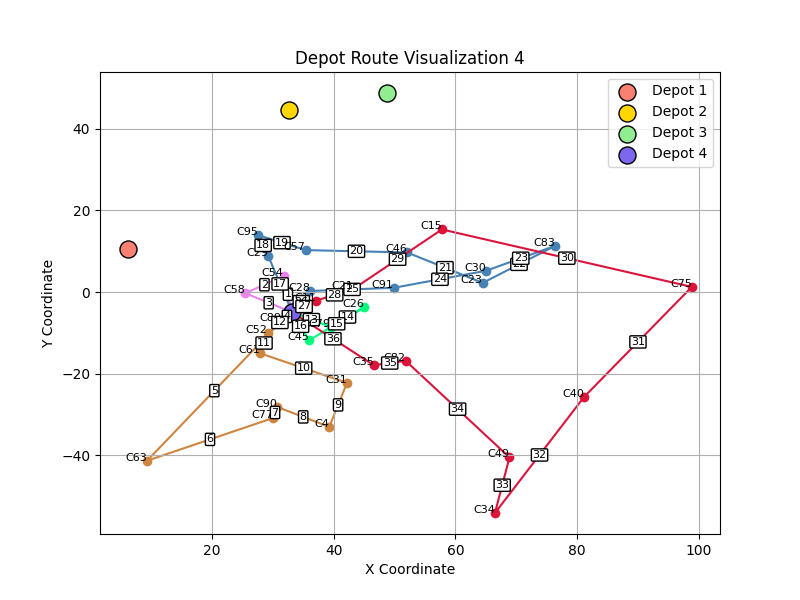 Depot Route Visualization 4
Depot 1
Depot 2
Depot 3
Depot 4
Y Coordinate
40
20
0
−20
−40
20
40
60
80
100
X Coordinate
C95
C57
C46
C15
C83
C30
C23
C91
C75
C54
C58
C28
C26
C45
C52
C61
C31
C35
C82
C90
C77
C4
C63
C49
C34
C40
1
2
3
4
5
6
7
8
9
10
11
12
13
14
15
16
17
18
19
20
21
23
24
25
27
28
29
30
31
32
33
34
35
36